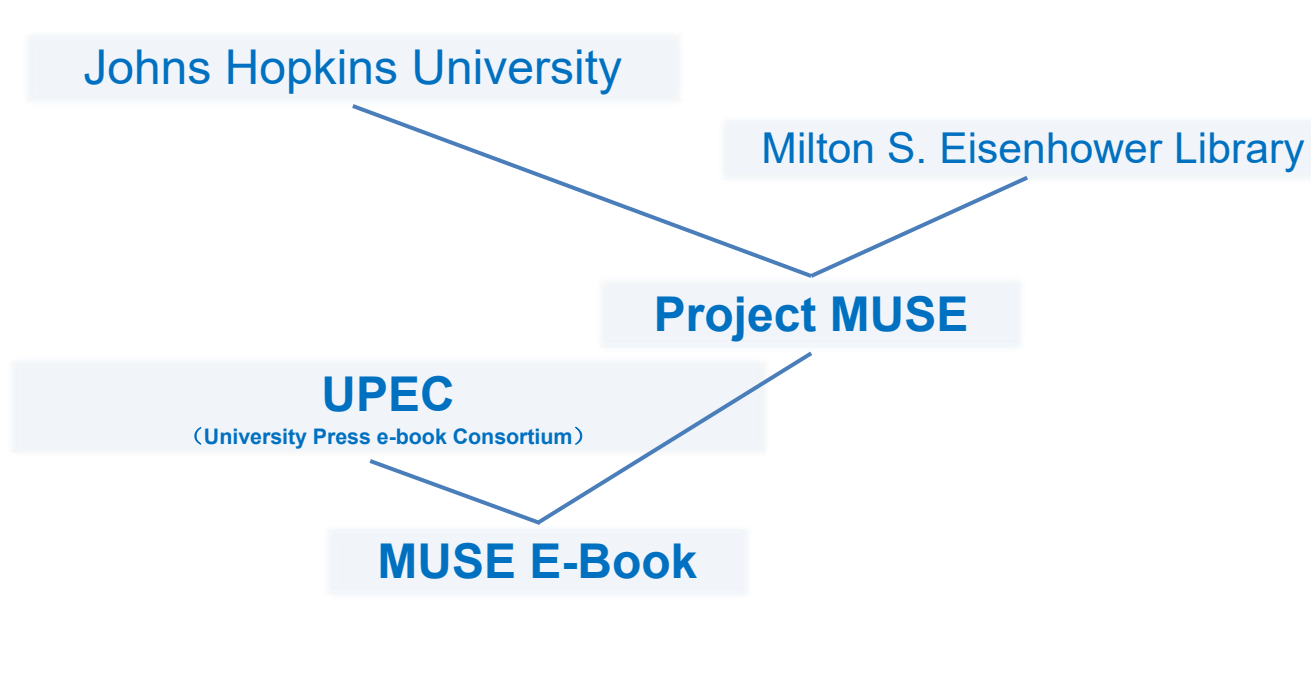 Johns Hopkins University
Milton S. Eisenhower Library
Project MUSE
UPEC
（University Press e-book Consortium）
MUSE E-Book